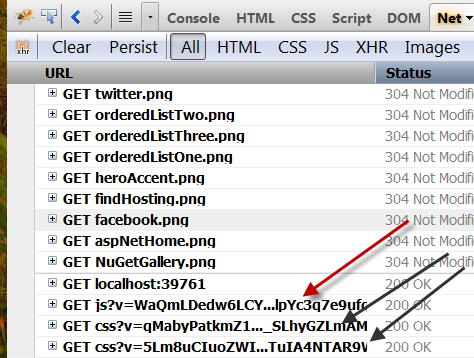 Console HTML CSS Script DOM Net
xhr Clear Persist All HTML CSS JS XHR Images
URL Status
GET twitter.png 304 Not Modifi
GET orderedListTwo.png 304 Not Modifi
GET orderedListThree.png 304 Not Modifi
GET orderedListOne.png 304 Not Modifi
GET heroAccent.png 304 Not Modifi
GET findHosting.png 304 Not Modifi
GET facebook.png 304 Not Modifi
GET aspNetHome.png 304 Not Modifi
GET NuGetGallery.png 304 Not Modifi
GET localhost:39761 200 OK
GET js?v=WaQmLDedw6LCY...lpYc3q7e9ufc 200 OK
GET css?v=qMabyPatkmZ1..._SLhyGZLmAM 200 OK
GET css?v=5Lm8uCIuoZWI...TuIA4NTAR9W 200 OK